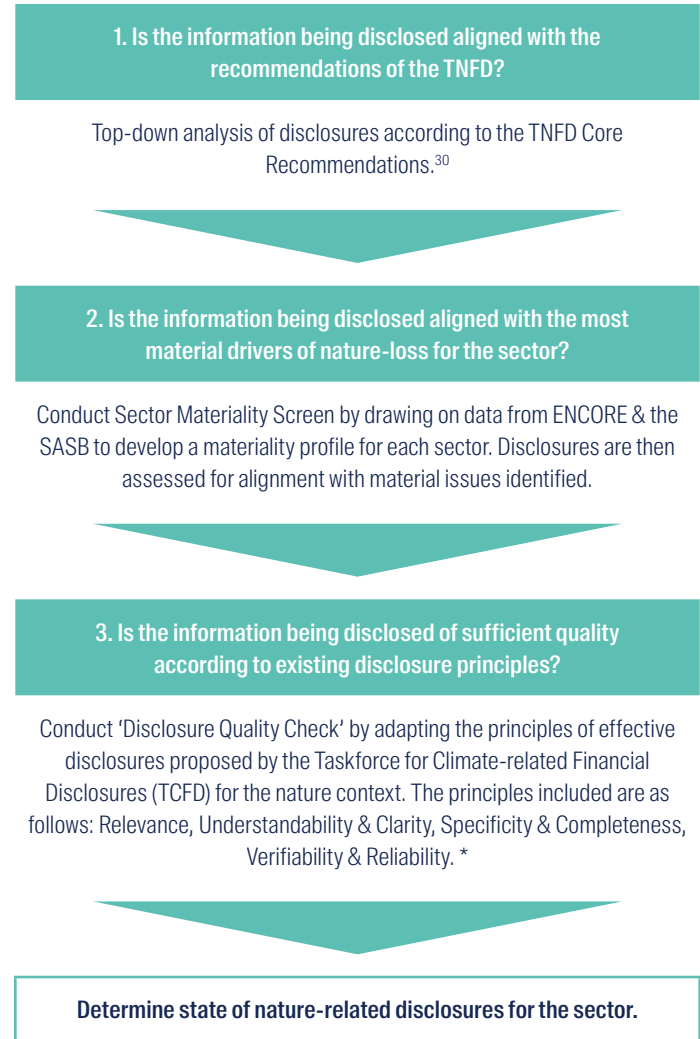 1. Is the information being disclosed aligned with the
recommendations of the TNFD?
Top-down analysis of disclosures according to the TNFD Core
Recommendations.30
2. Is the information being disclosed aligned with the most
material drivers of nature-loss for the sector?
Conduct Sector Materiality Screen by drawing on data from ENCORE & the
SASB to develop a materiality profile for each sector. Disclosures are then
assessed for alignment with material issues identified.
3. Is the information being disclosed of sufficient quality
according to existing disclosure principles?
Conduct ‘Disclosure Quality Check’ by adapting the principles of effective
disclosures proposed by the Taskforce for Climate-related Financial
Disclosures (TCFD) for the nature context. The principles included are as
follows: Relevance, Understandability & Clarity, Specificity & Completeness,
Verifiability & Reliability. *
Determine state of nature-related disclosures for the sector.